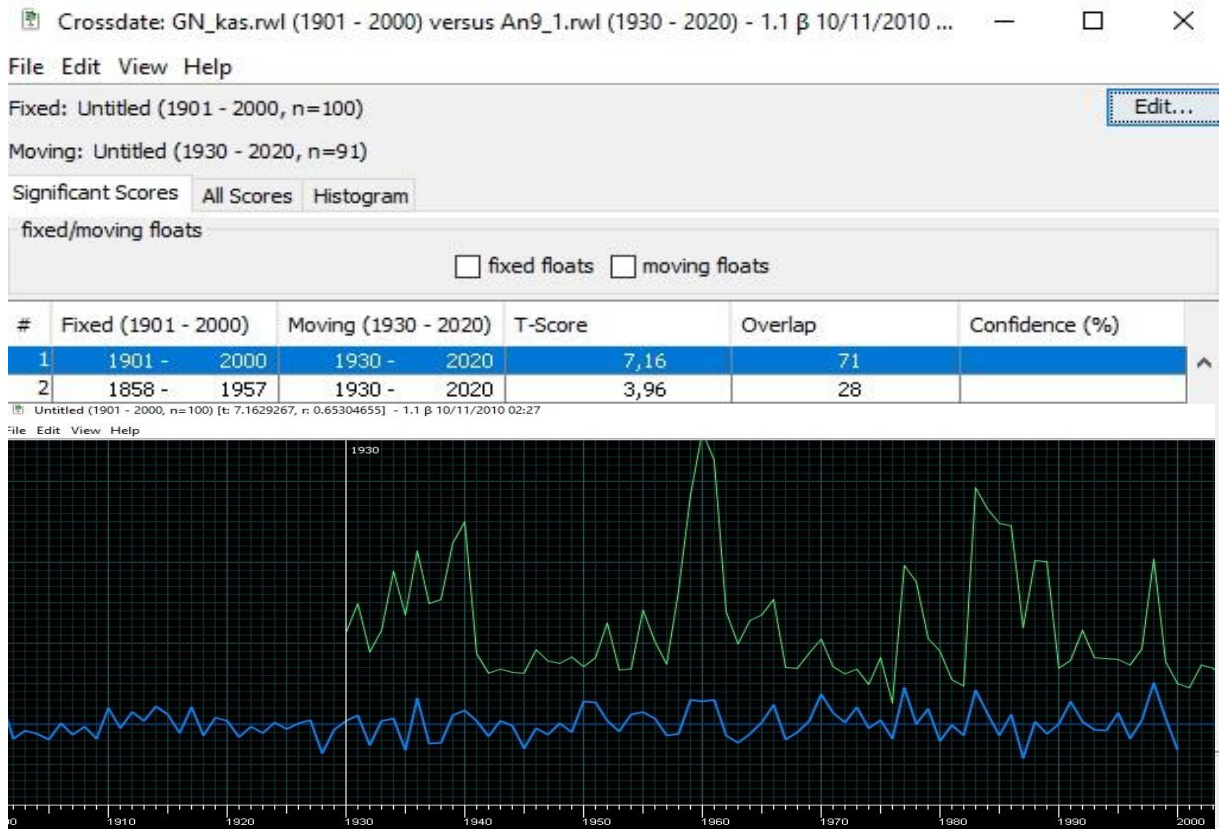 Crossdate: GN_kas.rwl (1901 - 2000) versus An9_1.rwl (1930 - 2020) - 1.1 β 10/11/2010 ...
File Edit View Help
Fixed: Untitled (1901 - 2000, n=100)
Edit...
Moving: Untitled (1930 - 2020, n=91)
Significant Scores All Scores Histogram
fixed/moving floats
fixed floats moving floats
# Fixed (1901 - 2000) Moving (1930 - 2020) T-Score Overlap Confidence (%)
1 1901 - 2000 1930 - 2020 7,16 71
2 1858 - 1957 1930 - 2020 3,96 28
Untitled (1901 - 2000, n=100) [t: 7.1629267, r: 0.65304655] - 1.1 β 10/11/2010 02:27
File Edit View Help
1930
1910 1920 1930 1940 1950 1960 1970 1980 1990 2000